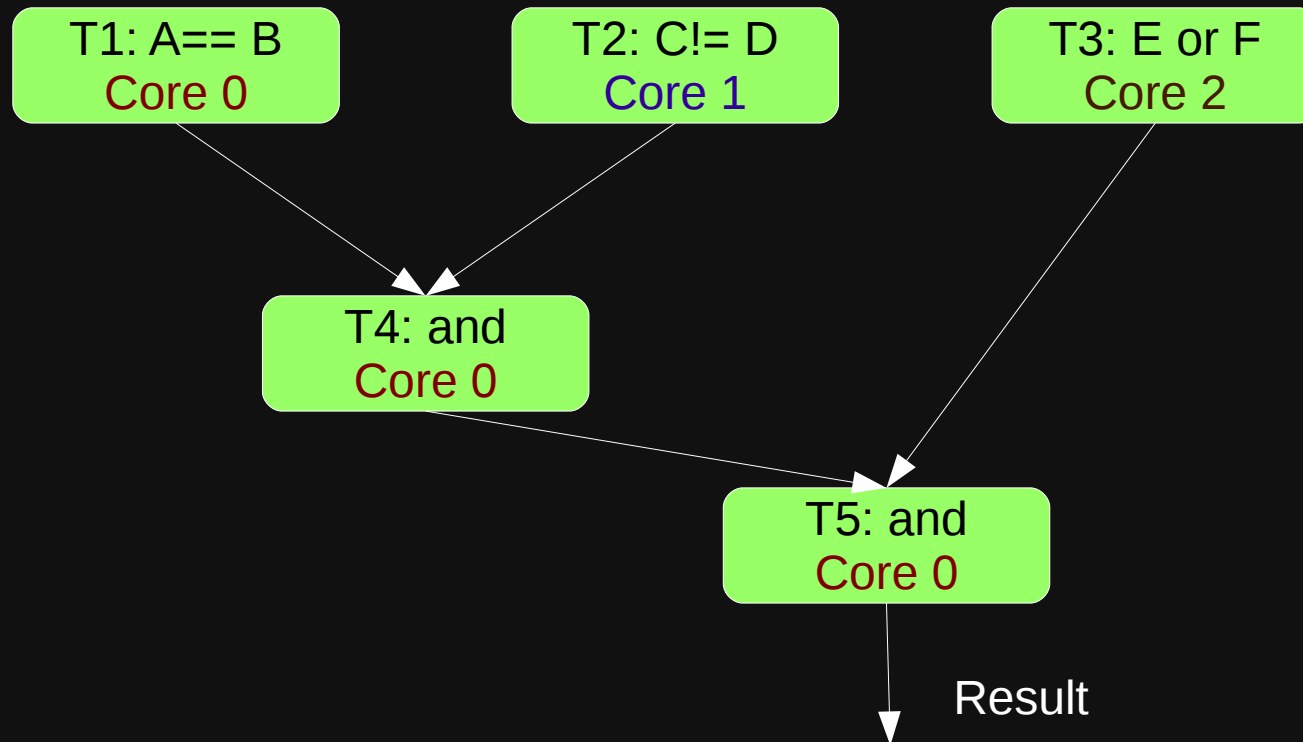 T1: A== B
Core 0
T2: C!= D
Core 1
T3: E or F
Core 2
T4: and
Core 0
T5: and
Core 0
Result